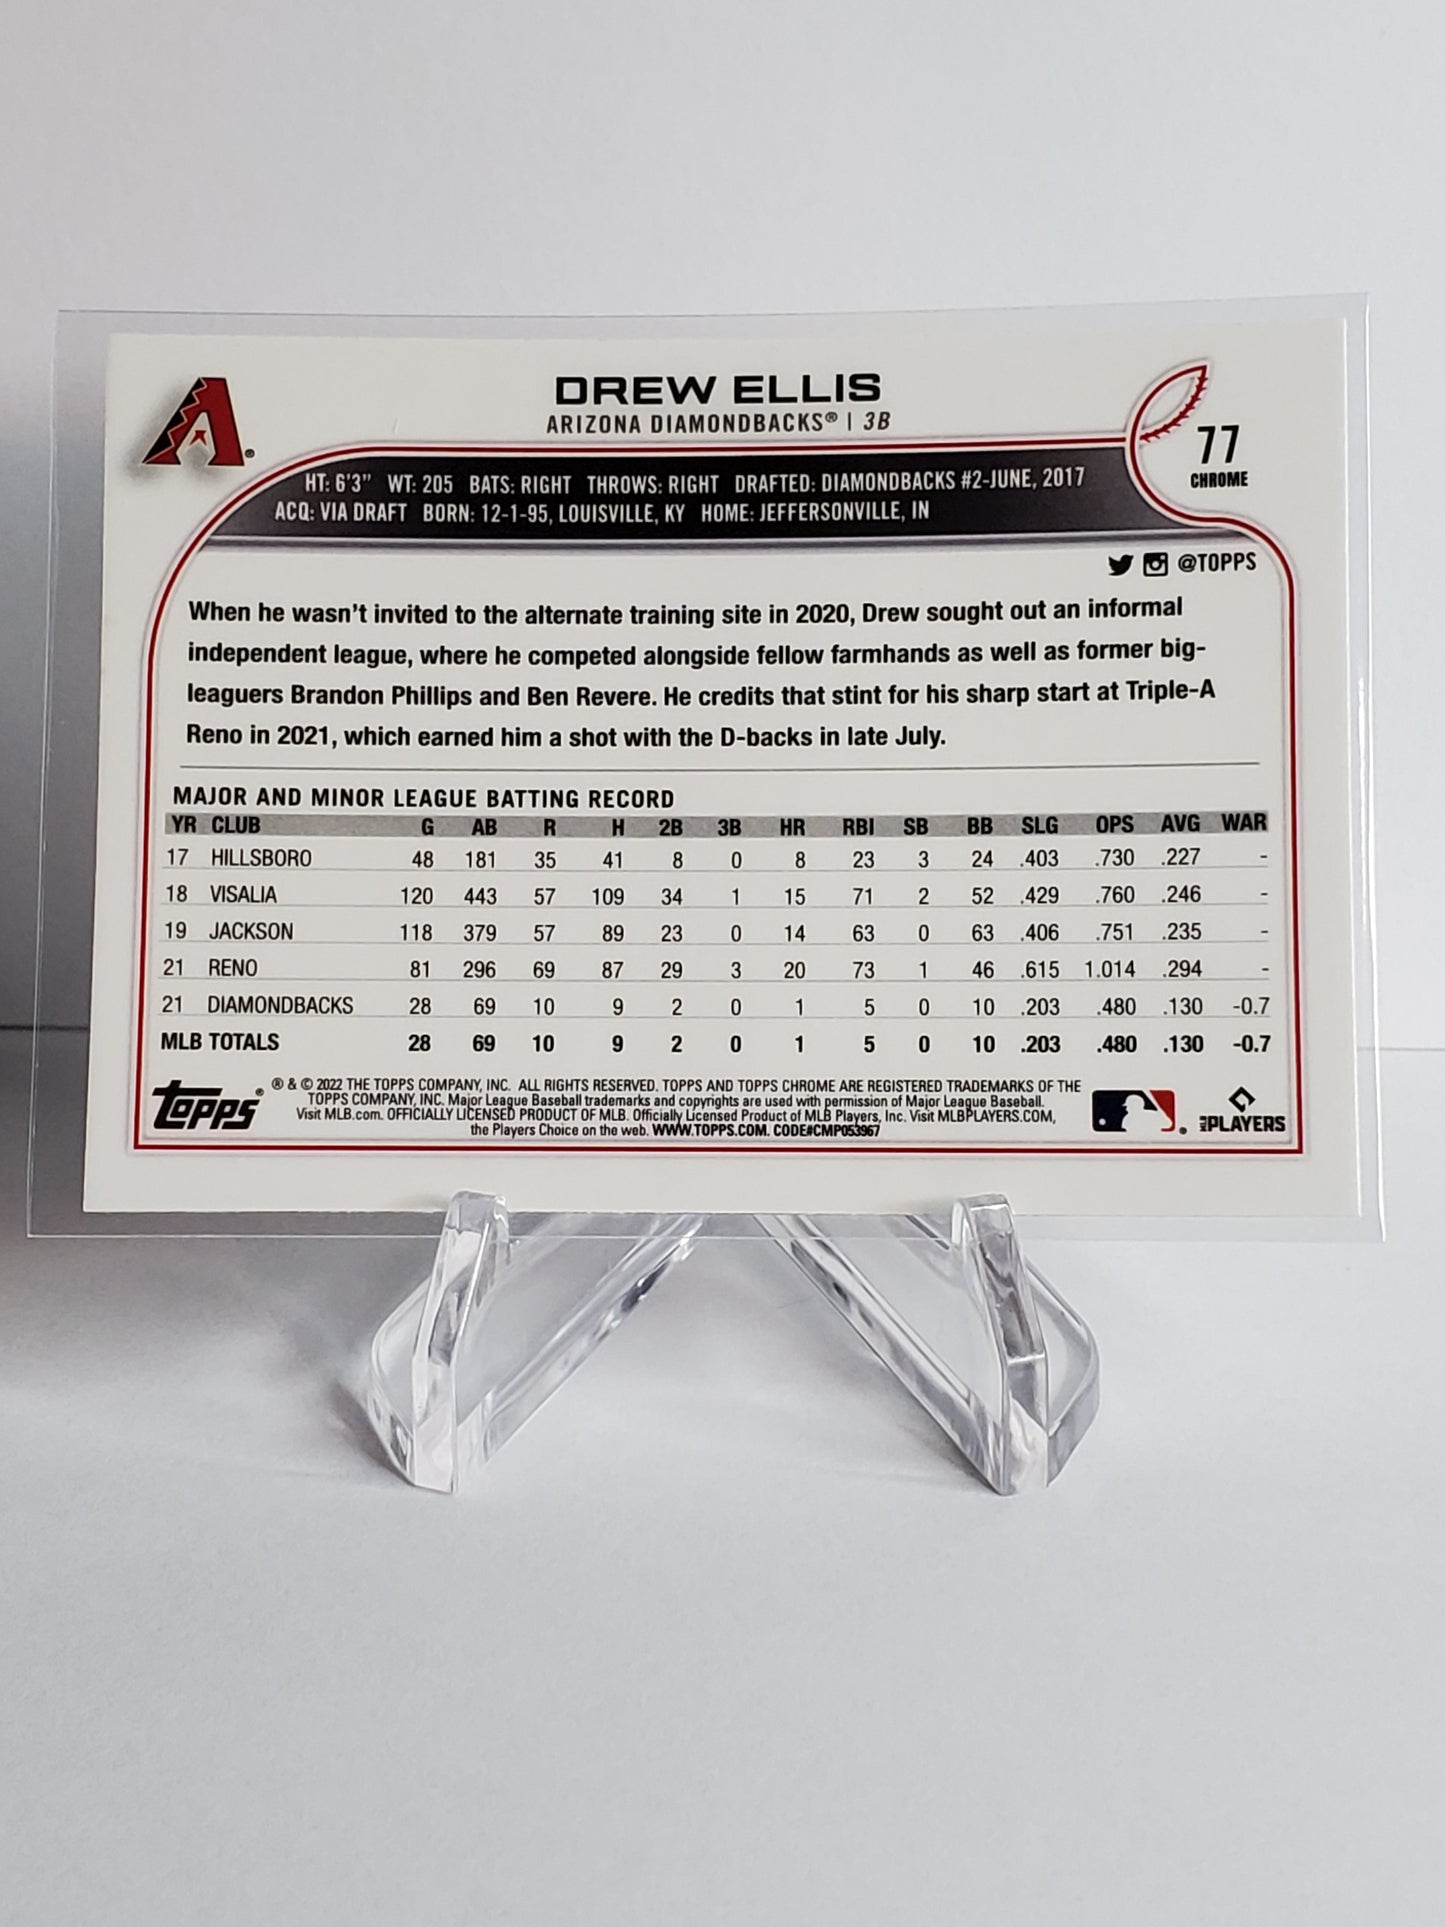 DREW ELLIS
ARIZONA DIAMONDBACKS® | 3B
77
CHROME
HT: 6'3" WT: 205 BATS: RIGHT THROWS: RIGHT DRAFTED: DIAMONDBACKS #2-JUNE, 2017
ACQ: VIA DRAFT BORN: 12-1-95, LOUISVILLE, KY HOME: JEFFERSONVILLE, IN
@TOPPS
When he wasn't invited to the alternate training site in 2020, Drew sought out an informal
independent league, where he competed alongside fellow farmhands as well as former big-
leaguers Brandon Phillips and Ben Revere. He credits that stint for his sharp start at Triple-A
Reno in 2021, which earned him a shot with the D-backs in late July.
MAJOR AND MINOR LEAGUE BATTING RECORD
YR CLUB G AB R H 2B 3B HR RBI SB BB SLG OPS AVG WAR
17 HILLSBORO 48 181 35 41 8 0 8 23 3 24 .403 .730 .227 -
18 VISALIA 120 443 57 109 34 1 15 71 2 52 .429 .760 .246 -
19 JACKSON 118 379 57 89 23 0 14 63 0 63 .406 .751 .235 -
21 RENO 81 296 69 87 29 3 20 73 1 46 .615 1.014 .294 -
21 DIAMONDBACKS 28 69 10 9 2 0 1 5 0 10 .203 .480 .130 -0.7
MLB TOTALS 28 69 10 9 2 0 1 5 0 10 .203 .480 .130 -0.7
topps®
® & © 2022 THE TOPPS COMPANY, INC. ALL RIGHTS RESERVED. TOPPS AND TOPPS CHROME ARE REGISTERED TRADEMARKS OF THE
TOPPS COMPANY, INC. Major League Baseball trademarks and copyrights are used with permission of Major League Baseball.
Visit MLB.com. OFFICIALLY LICENSED PRODUCT OF MLB. Officially Licensed Product of MLB Players, Inc. Visit MLBPLAYERS.COM,
the Players Choice on the web. WWW.TOPPS.COM. CODE#CMP053967
MLB PLAYERS